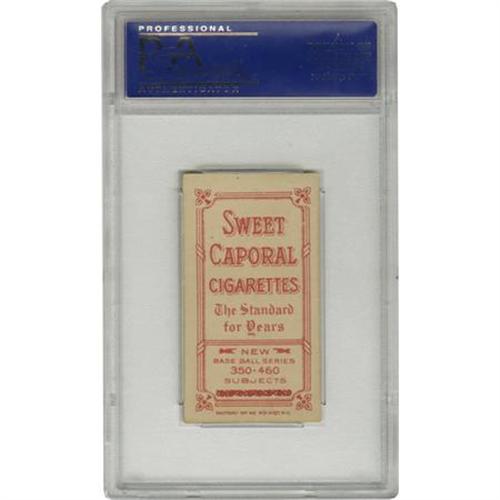 PROFESSIONAL
AUTHENTICATOR
SWEET
CAPORAL
CIGARETTES
The Standard
for Years
NEW
BASE BALL SERIES
350-460
SUBJECTS